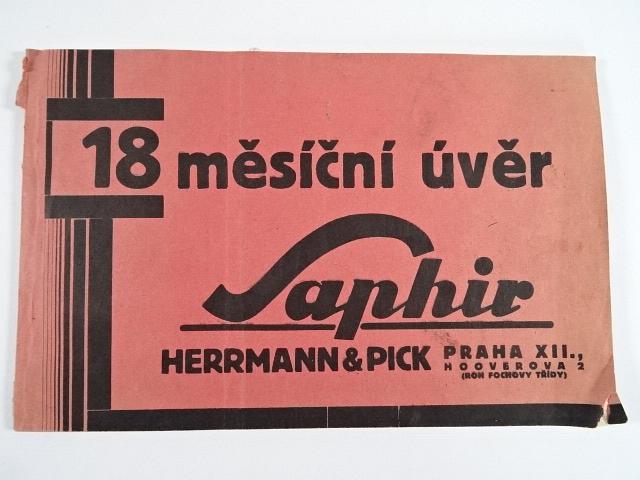 18 měsíční úvěr
Saphir
HERRMANN & PICK PRAHA XII.,
HOOVEROVA 2
(ROH FOCHOVY TŘÍDY)